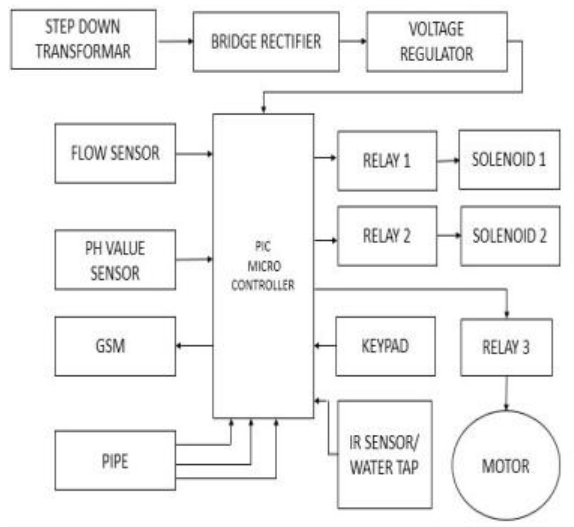 STEP DOWN
TRANSFORMAR
BRIDGE RECTIFIER
VOLTAGE
REGULATOR
FLOW SENSOR
RELAY 1
SOLENOID 1
PH VALUE
SENSOR
PIC
MICRO
CONTROLLER
RELAY 2
SOLENOID 2
GSM
KEYPAD
RELAY 3
PIPE
IR SENSOR/
WATER TAP
MOTOR